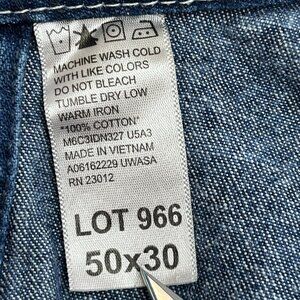 MACHINE WASH COLD
WITH LIKE COLORS
DO NOT BLEACH
TUMBLE DRY LOW
WARM IRON
"100% COTTON"
M6C3IDN327 U5A3
MADE IN VIETNAM
A06162229 UWASA
RN 23012
LOT 966
50x30